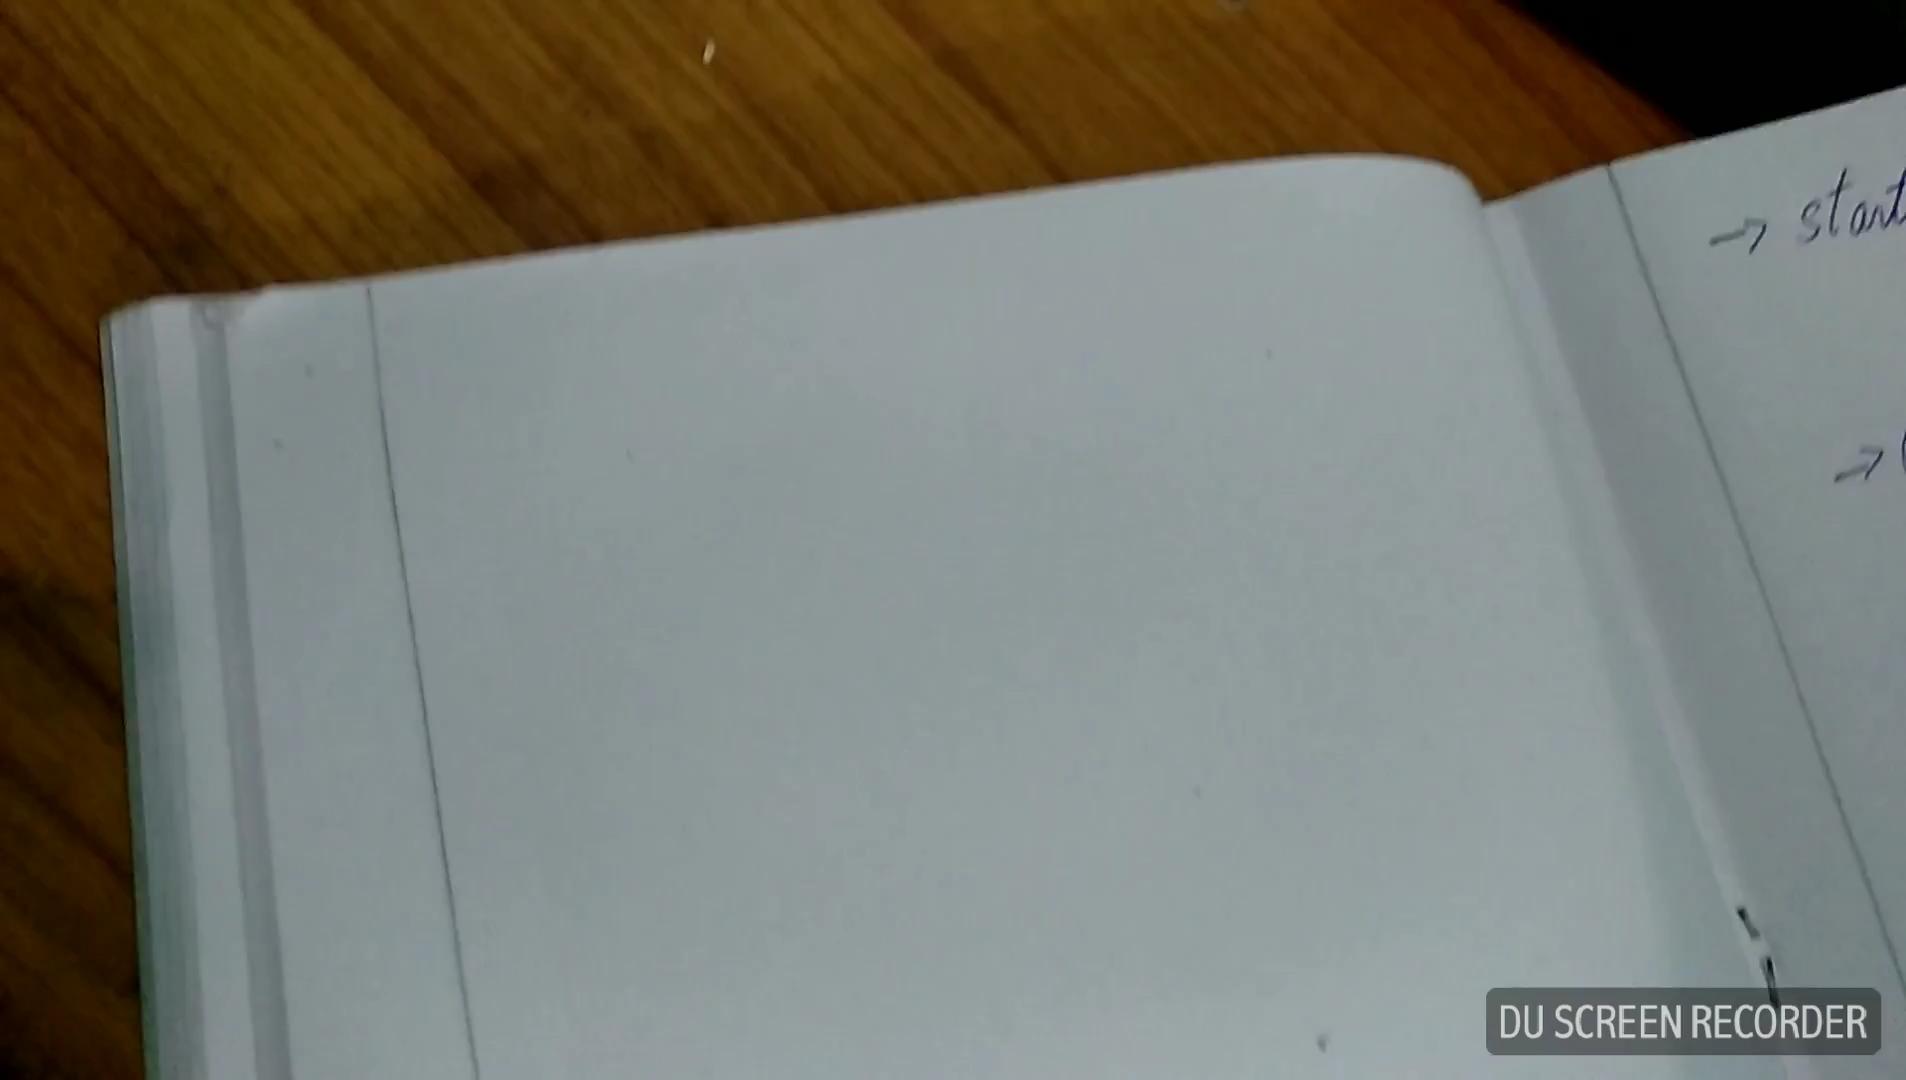 → start
→
DU SCREEN RECORDER